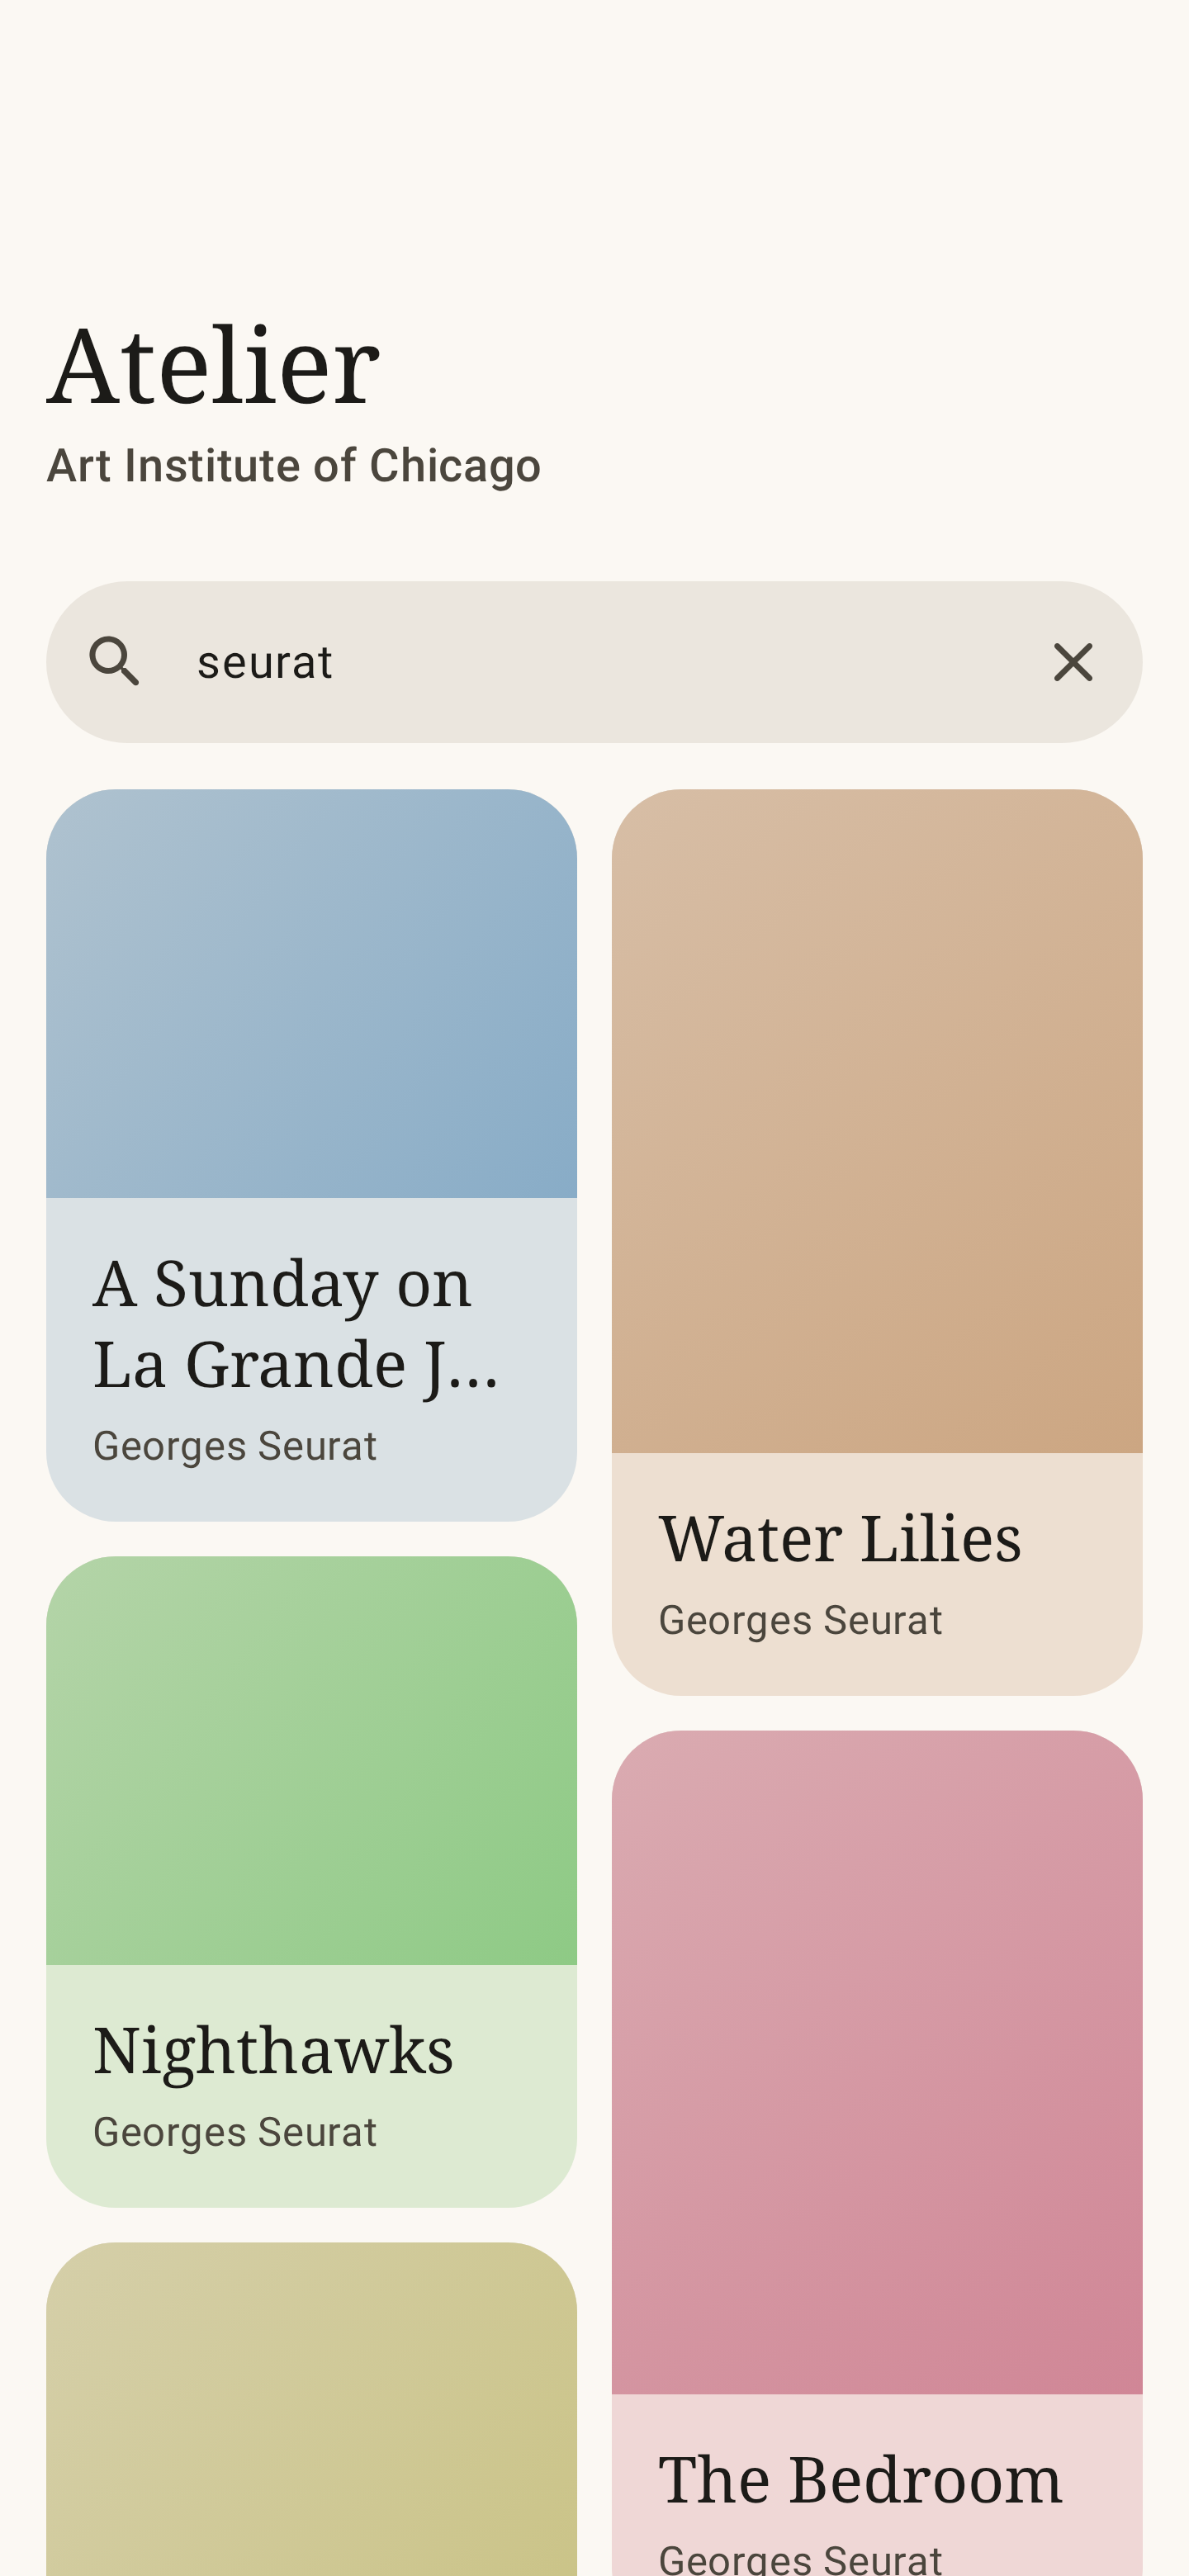 Atelier
Art Institute of Chicago
seurat
A Sunday on
La Grande J...
Georges Seurat
Water Lilies
Georges Seurat
Nighthawks
Georges Seurat
The Bedroom
Georges Seurat